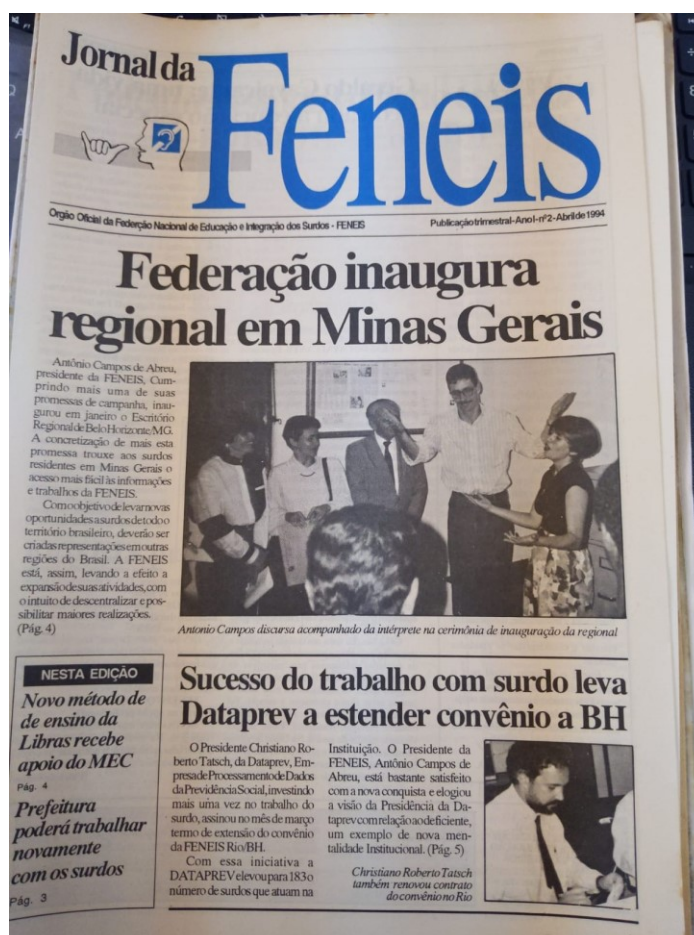 Jornal da
Feneis
Orgão Oficial da Federção Nacional de Educação e Integração dos Surdos - FENEIS
Publicação trimestral - Ano I - nº 2 - Abril de 1994
Federação inaugura
regional em Minas Gerais
Antônio Campos de Abreu,
presidente da FENEIS, Cum-
prindo mais uma de suas
promessas de campanha, inau-
gurou em janeiro o Escritório
Regional de Belo Horizonte/MG.
A concretização de mais esta
promessa trouxe aos surdos
residentes em Minas Gerais o
acesso mais fácil às informações
e trabalhos da FENEIS.
Com o objetivo de levar novas
oportunidades a surdos de todo o
território brasileiro, deverão ser
criadas representações em outras
regiões do Brasil. A FENEIS
está, assim, levando a efeito a
expansão de suas atividades, com
o intuito de descentralizar e pos-
sibilitar maiores realizações.
(Pág. 4)
Antonio Campos discursa acompanhado da intérprete na cerimônia de inauguração da regional
NESTA EDIÇÃO
Novo método de
de ensino da
Libras recebe
apoio do MEC
Pág. 4
Prefeitura
poderá trabalhar
novamente
com os surdos
Pág. 3
Sucesso do trabalho com surdo leva
Dataprev a estender convênio a BH
O Presidente Christiano Ro-
berto Tatsch, da Dataprev, Em-
presa de Processamento de Dados
da Previdência Social, investindo
mais uma vez no trabalho do
surdo, assinou no mês de março
termo de extensão do convênio
da FENEIS Rio/BH.
Com essa iniciativa a
DATAPREV elevou para 183 o
número de surdos que atuam na
Instituição. O Presidente da
FENEIS, Antônio Campos de
Abreu, está bastante satisfeito
com a nova conquista e elogiou
a visão da Presidência da Da-
taprev com relação ao deficiente,
um exemplo de nova men-
talidade Institucional. (Pág. 5)
Christiano Roberto Tatsch
também renovou contrato
do convênio no Rio